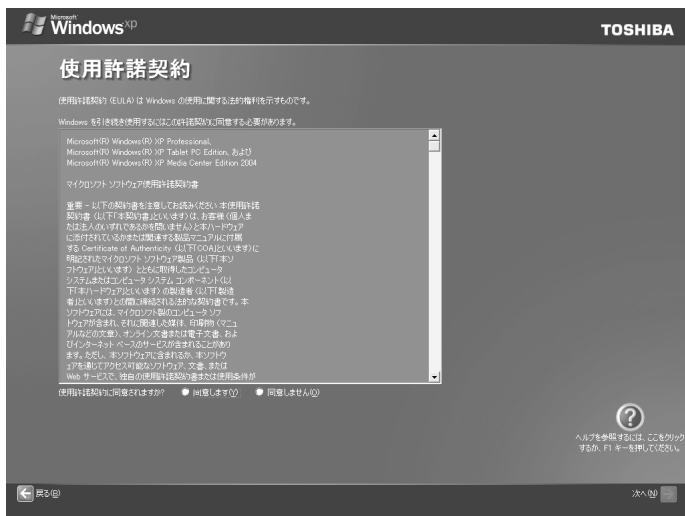 Microsoft
Windows xp
TOSHIBA
使用許諾契約
使用許諾契約 (EULA) は Windows の使用に関する法的権利を示すものです。
Windows を引き続き使用するにはこの許諾契約に同意する必要があります。
Microsoft(R) Windows(R) XP Professional,
Microsoft(R) Windows(R) XP Tablet PC Edition, および
Microsoft(R) Windows(R) XP Media Center Edition 2004
マイクロソフト ソフトウェア使用許諾契約書
重要 - 以下の契約書を注意してお読みください 本使用許諾
契約書 (以下「本契約書」といいます) は、お客様 (個人ま
たは法人のいずれであるかを問いません) と本ハードウェア
に添付されているかまたは関連する製品マニュアルに付属
する Certificate of Authenticity (以下「COA」といいます) に
明記されたマイクロソフト ソフトウェア製品 (以下「本ソ
フトウェア」といいます) とともに取得したコンピュータ
システムまたはコンピュータ システム コンポーネント (以
下「本ハードウェア」といいます) の製造者 (以下「製造
者」といいます) との間に締結される法的な契約書です。本
ソフトウェアには、マイクロソフト製のコンピュータ ソフ
トウェアが含まれ、それに関連した媒体、印刷物 (マニュ
アルなどの文書)、オンライン文書または電子文書、およ
びインターネット ベースのサービスが含まれることがあり
ます。ただし、本ソフトウェアに含まれるか、本ソフトウ
ェアを通じてアクセス可能なソフトウェア、文書、または
Web サービスで、独自の使用許諾契約書または使用条件が
使用許諾契約に同意されますか? 同意します(Y) 同意しません(O)
ヘルプを参照するには、ここをクリック
するか、F1 キーを押してください。
戻る(B)
次へ(N)